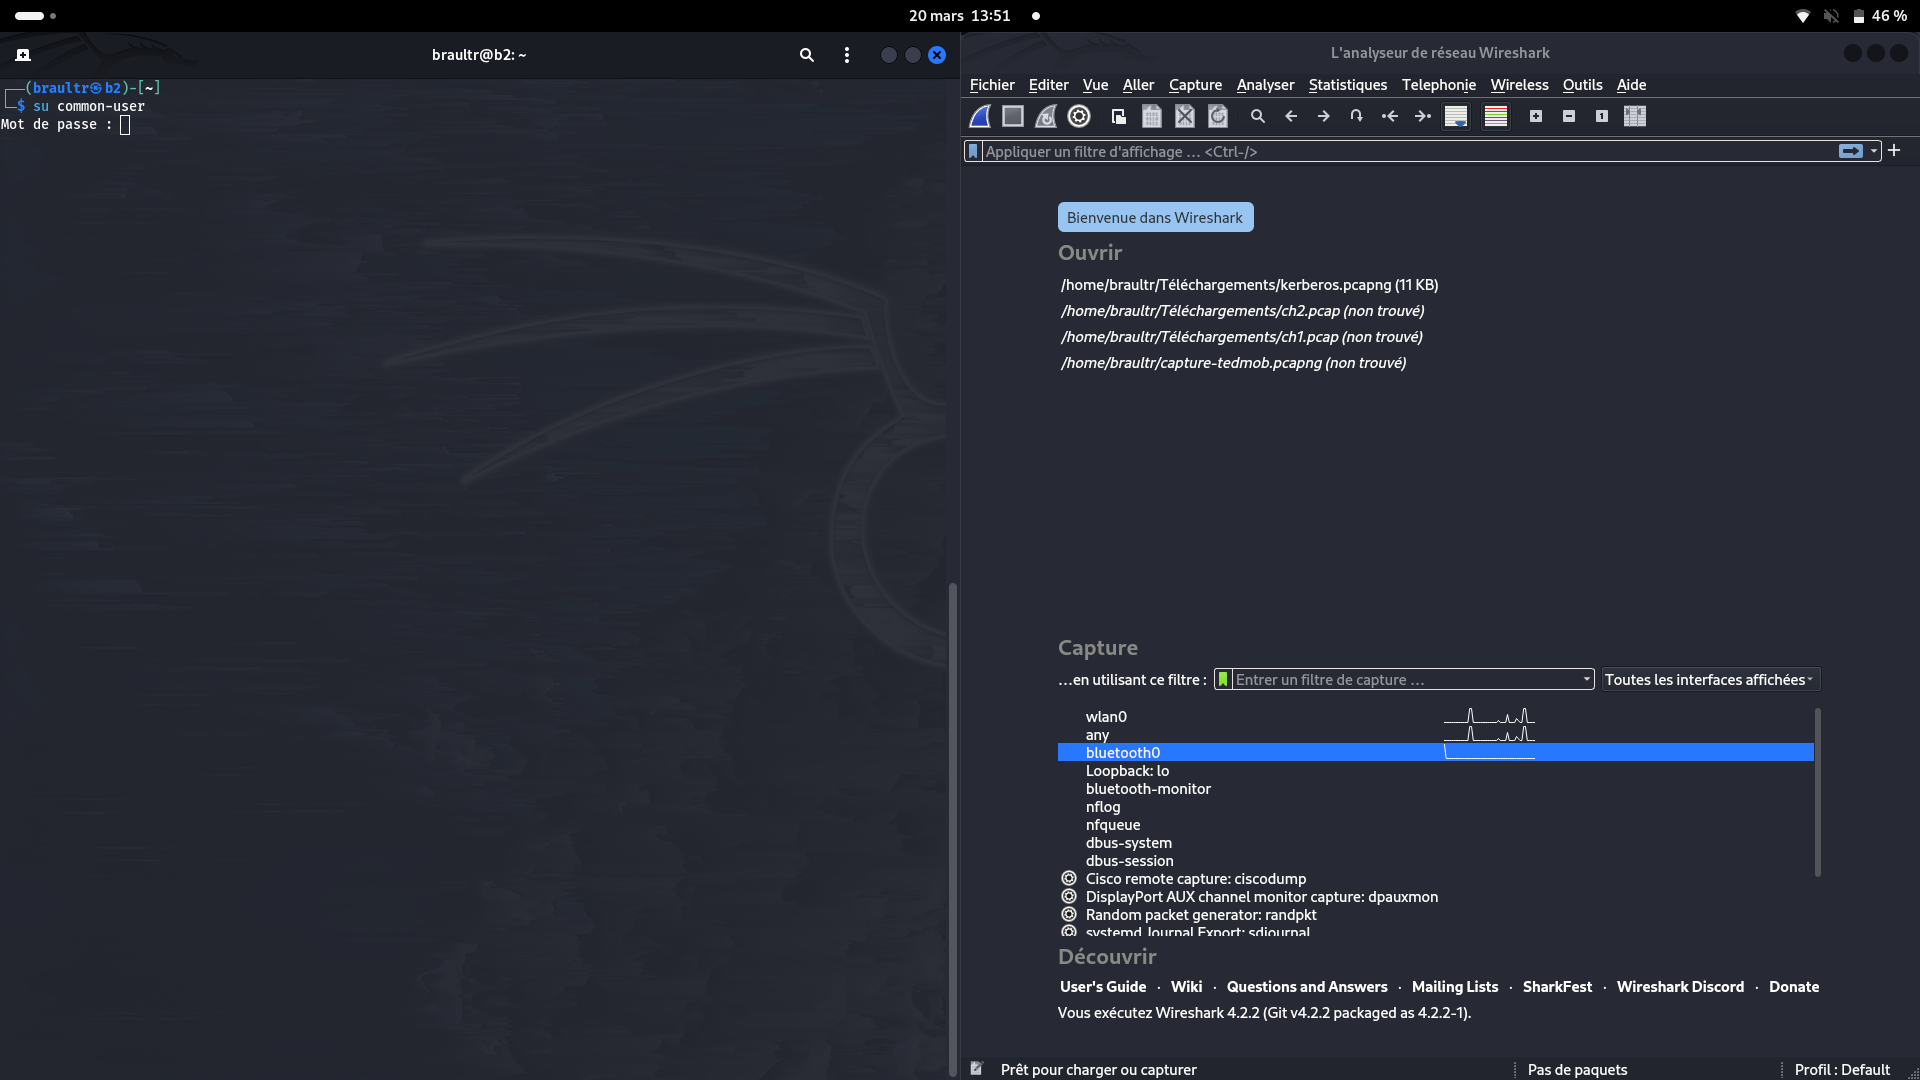 20 mars 13:51
46 %
braultr@b2: ~
┌──(braultr㉿b2)-[~]
└─$ su common-user
Mot de passe :
L'analyseur de réseau Wireshark
Fichier Editer Vue Aller Capture Analyser Statistiques Telephonie Wireless Outils Aide
Appliquer un filtre d'affichage … <Ctrl-/>
Bienvenue dans Wireshark
Ouvrir
/home/braultr/Téléchargements/kerberos.pcapng (11 KB)
/home/braultr/Téléchargements/ch2.pcap (non trouvé)
/home/braultr/Téléchargements/ch1.pcap (non trouvé)
/home/braultr/capture-tedmob.pcapng (non trouvé)
Capture
…en utilisant ce filtre : Entrer un filtre de capture … Toutes les interfaces affichées
wlan0
any
bluetooth0
Loopback: lo
bluetooth-monitor
nflog
nfqueue
dbus-system
dbus-session
Cisco remote capture: ciscodump
DisplayPort AUX channel monitor capture: dpauxmon
Random packet generator: randpkt
systemd Journal Export: sdjournal
Découvrir
User's Guide · Wiki · Questions and Answers · Mailing Lists · SharkFest · Wireshark Discord · Donate
Vous exécutez Wireshark 4.2.2 (Git v4.2.2 packaged as 4.2.2-1).
Prêt pour charger ou capturer Pas de paquets Profil : Default